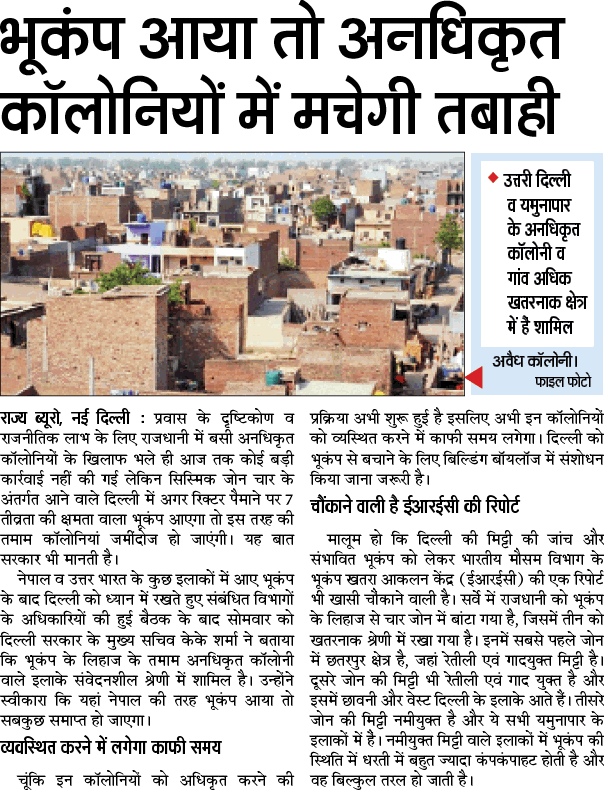 भूकंप आया तो अनधिकृत
कॉलोनियों में मचेगी तबाही
उत्तरी दिल्ली
व यमुनापार
के अनधिकृत
कॉलोनी व
गांव अधिक
खतरनाक क्षेत्र
में हैं शामिल
अवैध कॉलोनी।
फाइल फोटो
राज्य ब्यूरो, नई दिल्ली : प्रवास के दृष्टिकोण व
राजनीतिक लाभ के लिए राजधानी में बसी अनधिकृत
कॉलोनियों के खिलाफ भले ही आज तक कोई बड़ी
कार्रवाई नहीं की गई लेकिन सिस्मिक जोन चार के
अंतर्गत आने वाले दिल्ली में अगर रिक्टर पैमाने पर 7
तीव्रता की क्षमता वाला भूकंप आएगा तो इस तरह की
तमाम कॉलोनियां जमींदोज हो जाएंगी। यह बात
सरकार भी मानती है।
नेपाल व उत्तर भारत के कुछ इलाकों में आए भूकंप
के बाद दिल्ली को ध्यान में रखते हुए संबंधित विभागों
के अधिकारियों की हुई बैठक के बाद सोमवार को
दिल्ली सरकार के मुख्य सचिव केके शर्मा ने बताया
कि भूकंप के लिहाज के तमाम अनधिकृत कॉलोनी
वाले इलाके संवेदनशील श्रेणी में शामिल है। उन्होंने
स्वीकारा कि यहां नेपाल की तरह भूकंप आया तो
सबकुछ समाप्त हो जाएगा।
व्यवस्थित करने में लगेगा काफी समय
चूंकि इन कॉलोनियों को अधिकृत करने की
प्रक्रिया अभी शुरू हुई है इसलिए अभी इन कॉलोनियों
को व्यस्थित करने में काफी समय लगेगा। दिल्ली को
भूकंप से बचाने के लिए बिल्डिंग बॉयलॉज में संशोधन
किया जाना जरूरी है।
चौंकाने वाली है ईआरईसी की रिपोर्ट
मालूम हो कि दिल्ली की मिट्टी की जांच और
संभावित भूकंप को लेकर भारतीय मौसम विभाग के
भूकंप खतरा आकलन केंद्र (ईआरईसी) की एक रिपोर्ट
भी खासी चौकाने वाली है। सर्वे में राजधानी को भूकंप
के लिहाज से चार जोन में बांटा गया है, जिसमें तीन को
खतरनाक श्रेणी में रखा गया है। इनमें सबसे पहले जोन
में छतरपुर क्षेत्र है, जहां रेतीली एवं गादयुक्त मिट्टी है।
दूसरे जोन की मिट्टी भी रेतीली एवं गाद युक्त है और
इसमें छावनी और वेस्ट दिल्ली के इलाके आते हैं। तीसरे
जोन की मिट्टी नमीयुक्त है और ये सभी यमुनापार के
इलाकों में है। नमीयुक्त मिट्टी वाले इलाकों में भूकंप की
स्थिति में धरती में बहुत ज्यादा कंपकंपाहट होती है और
वह बिल्कुल तरल हो जाती है।